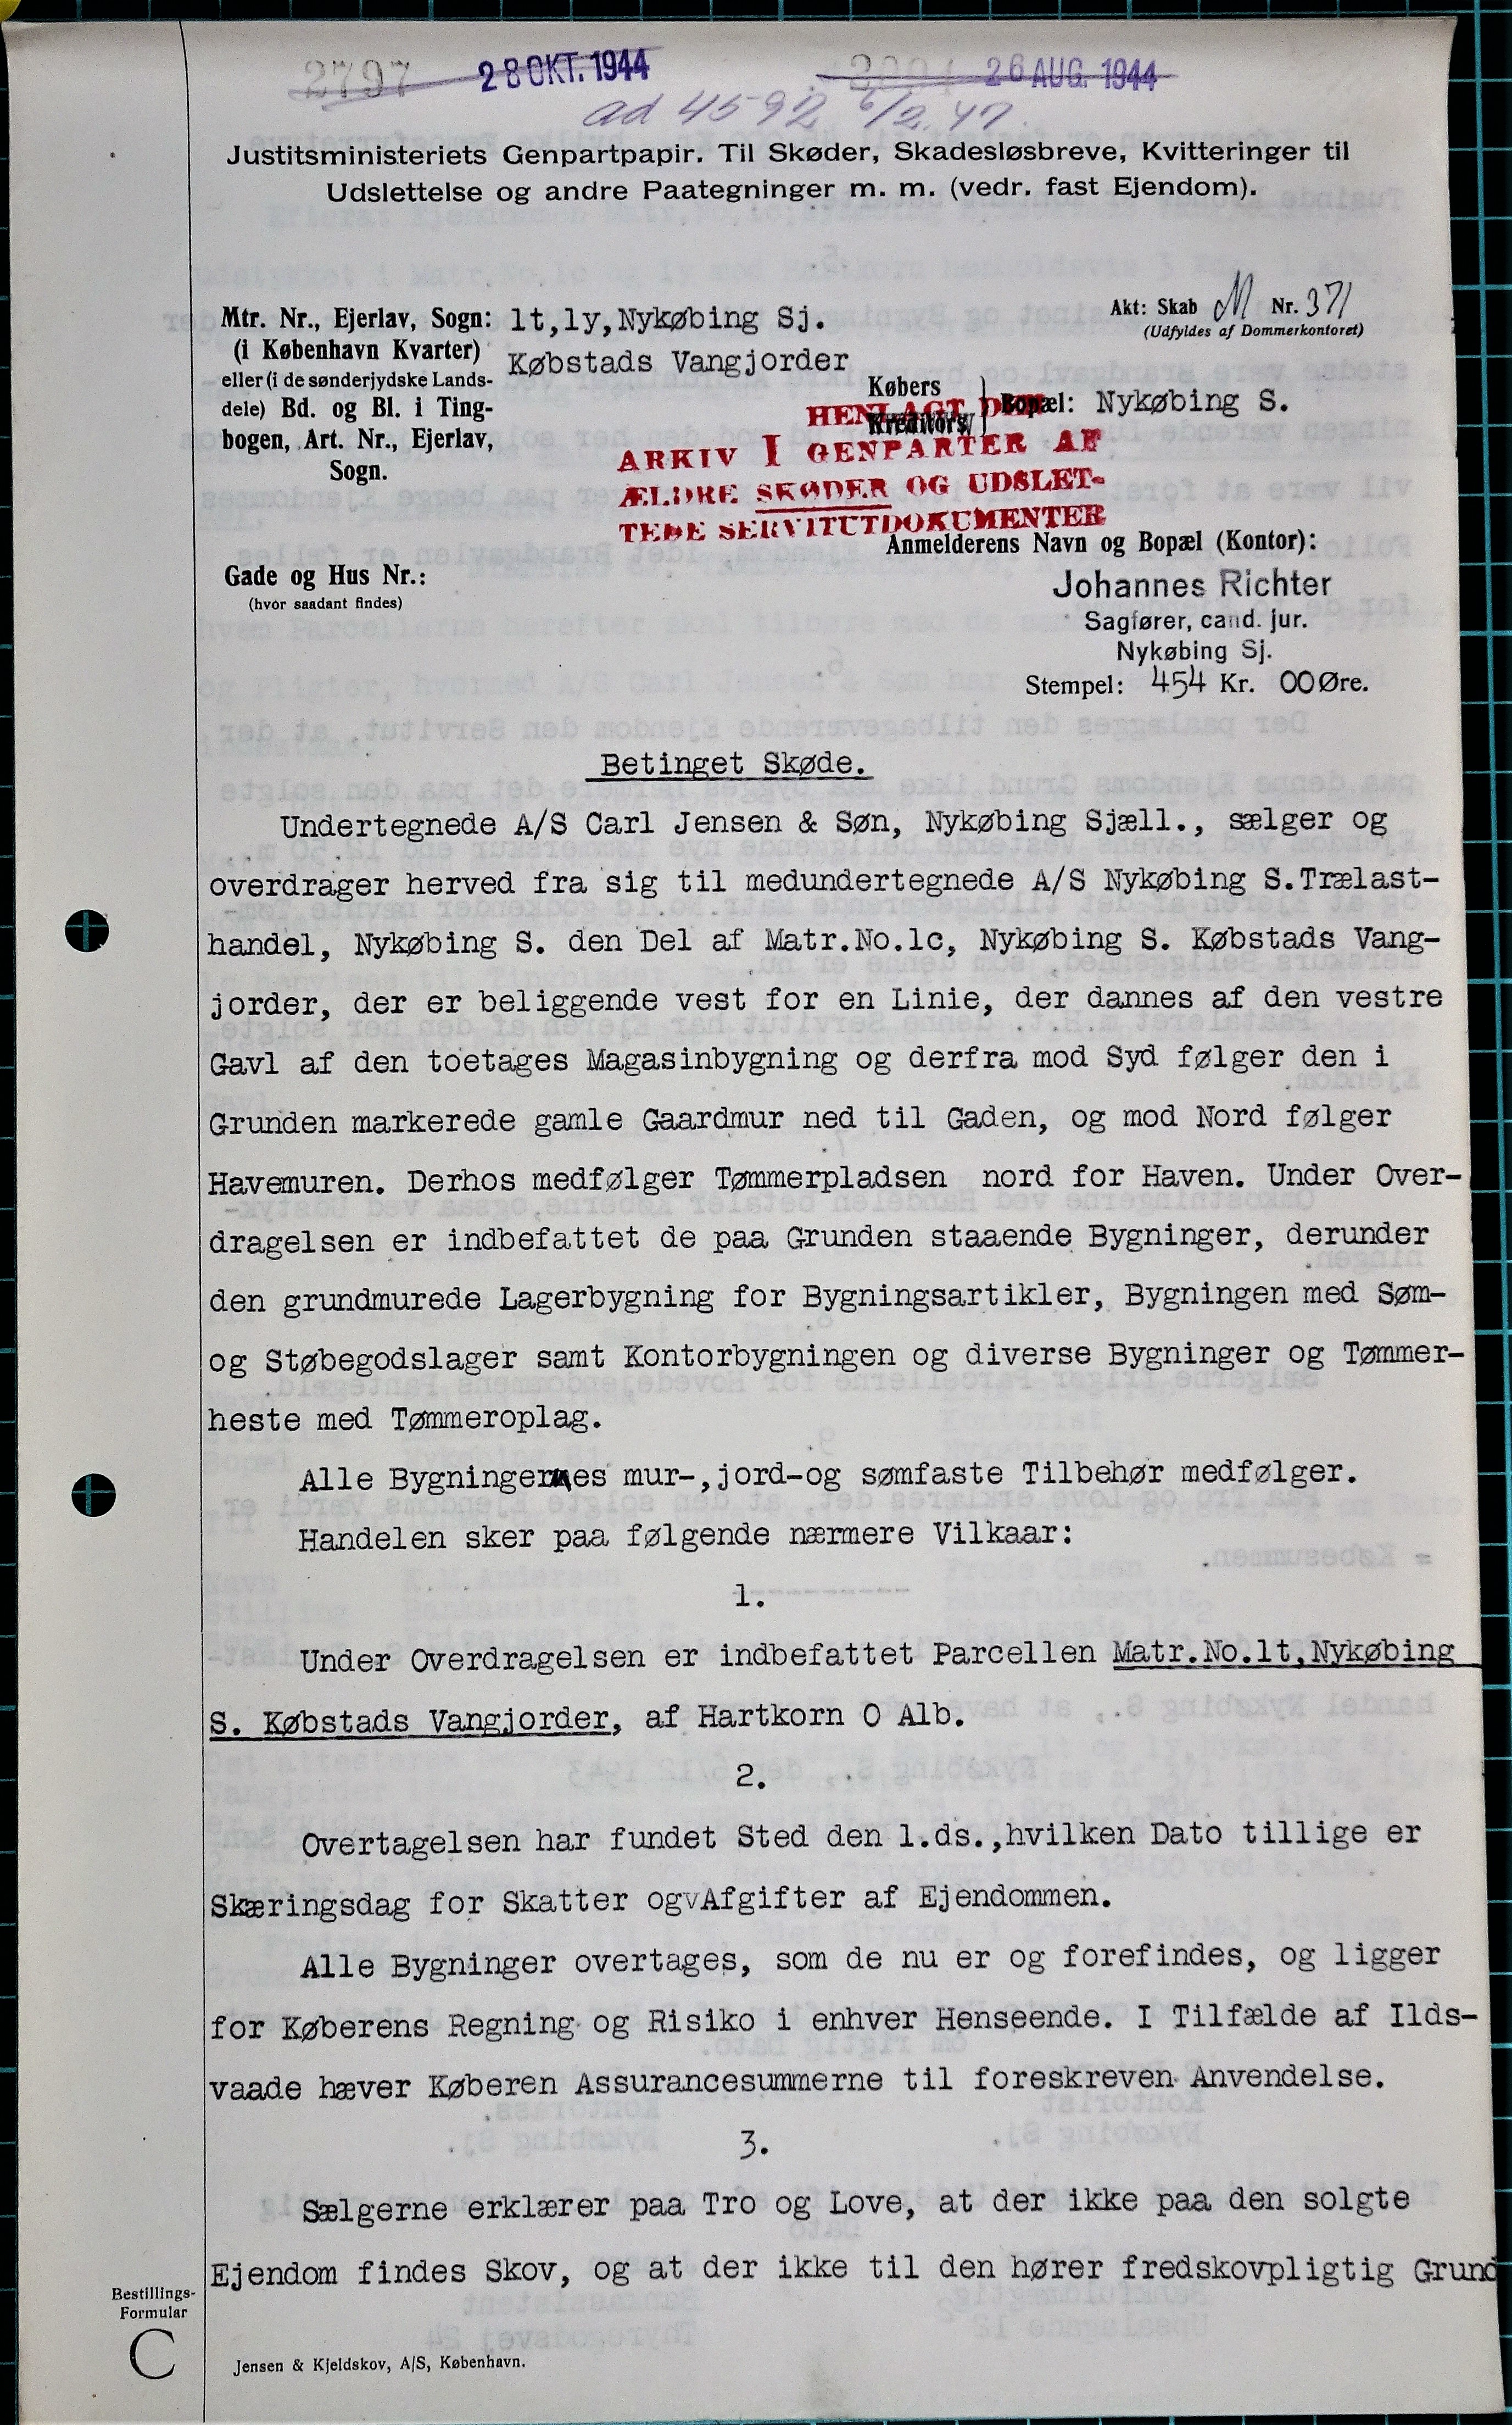 2797 28 OKT. 1944 26 AUG. 1944
ad 4592 6/2.47.
Justitsministeriets Genpartpapir. Til Skøder, Skadesløsbreve, Kvitteringer til
Udslettelse og andre Paategninger m. m. (vedr. fast Ejendom).
Akt: Skab M Nr. 371
(Udfyldes af Dommerkontoret)
Mtr. Nr., Ejerlav, Sogn: 1t,1y,Nykøbing Sj.
(i København Kvarter) Købstads Vangjorder
eller (i de sønderjydske Lands-
dele) Bd. og Bl. i Ting-
bogen, Art. Nr., Ejerlav,
Sogn.
Købers
Kreditors
Bopæl: Nykøbing S.
HENLAGT DEN
ARKIV I GENPARTER AF
ÆLDRE SKØDER OG UDSLET-
TEDE SERVITUTDOKUMENTER
Anmelderens Navn og Bopæl (Kontor):
Gade og Hus Nr.:
(hvor saadant findes)
Johannes Richter
Sagfører, cand. jur.
Nykøbing Sj.
Stempel: 454 Kr. 00 Øre.
Betinget Skøde.
Undertegnede A/S Carl Jensen & Søn, Nykøbing Sjæll., sælger og
overdrager herved fra sig til medundertegnede A/S Nykøbing S.Trælast-
handel, Nykøbing S. den Del af Matr.No.1c, Nykøbing S. Købstads Vang-
jorder, der er beliggende vest for en Linie, der dannes af den vestre
Gavl af den toetages Magasinbygning og derfra mod Syd følger den i
Grunden markerede gamle Gaardmur ned til Gaden, og mod Nord følger
Havemuren. Derhos medfølger Tømmerpladsen nord for Haven. Under Over-
dragelsen er indbefattet de paa Grunden staaende Bygninger, derunder
den grundmurede Lagerbygning for Bygningsartikler, Bygningen med Søm-
og Støbegodslager samt Kontorbygningen og diverse Bygninger og Tømmer-
heste med Tømmeroplag.
Alle Bygningernes mur-,jord-og sømfaste Tilbehør medfølger.
Handelen sker paa følgende nærmere Vilkaar:
1.
Under Overdragelsen er indbefattet Parcellen Matr.No.1t,Nykøbing
S. Købstads Vangjorder, af Hartkorn 0 Alb.
2.
Overtagelsen har fundet Sted den 1.ds.,hvilken Dato tillige er
Skæringsdag for Skatter ogvAfgifter af Ejendommen.
Alle Bygninger overtages, som de nu er og forefindes, og ligger
for Køberens Regning og Risiko i enhver Henseende. I Tilfælde af Ilds-
vaade hæver Køberen Assurancesummerne til foreskreven Anvendelse.
3.
Sælgerne erklærer paa Tro og Love, at der ikke paa den solgte
Ejendom findes Skov, og at der ikke til den hører fredskovpligtig Grund
Bestillings-
Formular
C
Jensen & Kjeldskov, A/S, København.